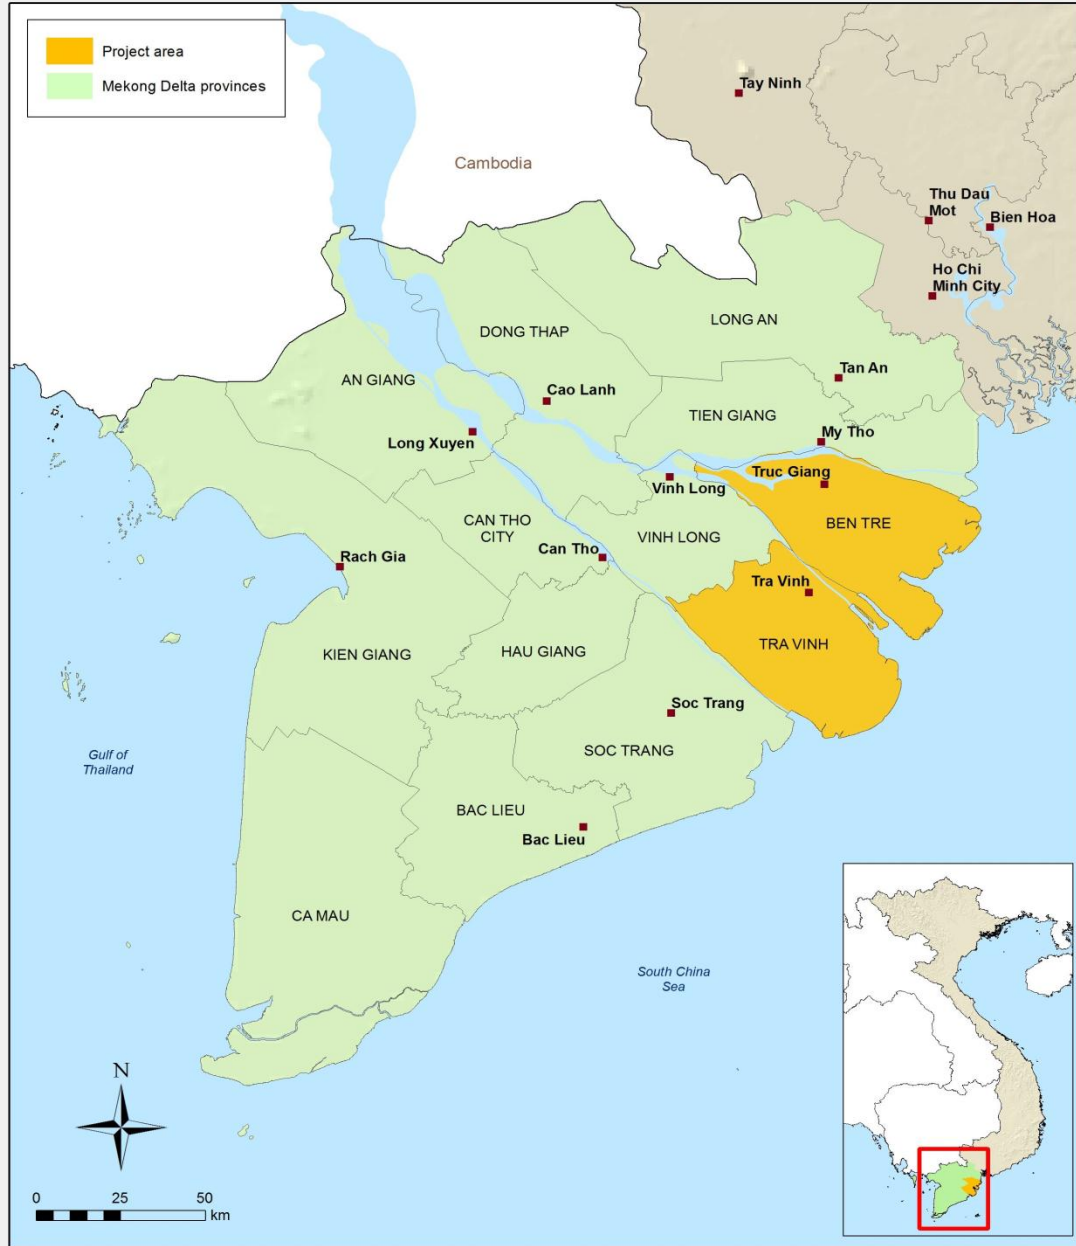 Project area
Mekong Delta provinces
Tay Ninh
Cambodia
Thu Dau
Mot
Bien Hoa
Ho Chi
Minh City
LONG AN
DONG THAP
AN GIANG
Tan An
Cao Lanh
TIEN GIANG
My Tho
Long Xuyen
Truc Giang
Vinh Long
BEN TRE
CAN THO
CITY
VINH LONG
Can Tho
Rach Gia
Tra Vinh
TRA VINH
HAU GIANG
KIEN GIANG
Soc Trang
SOC TRANG
Gulf of
Thailand
BAC LIEU
Bac Lieu
CA MAU
South China
Sea
N
0 25 50
km